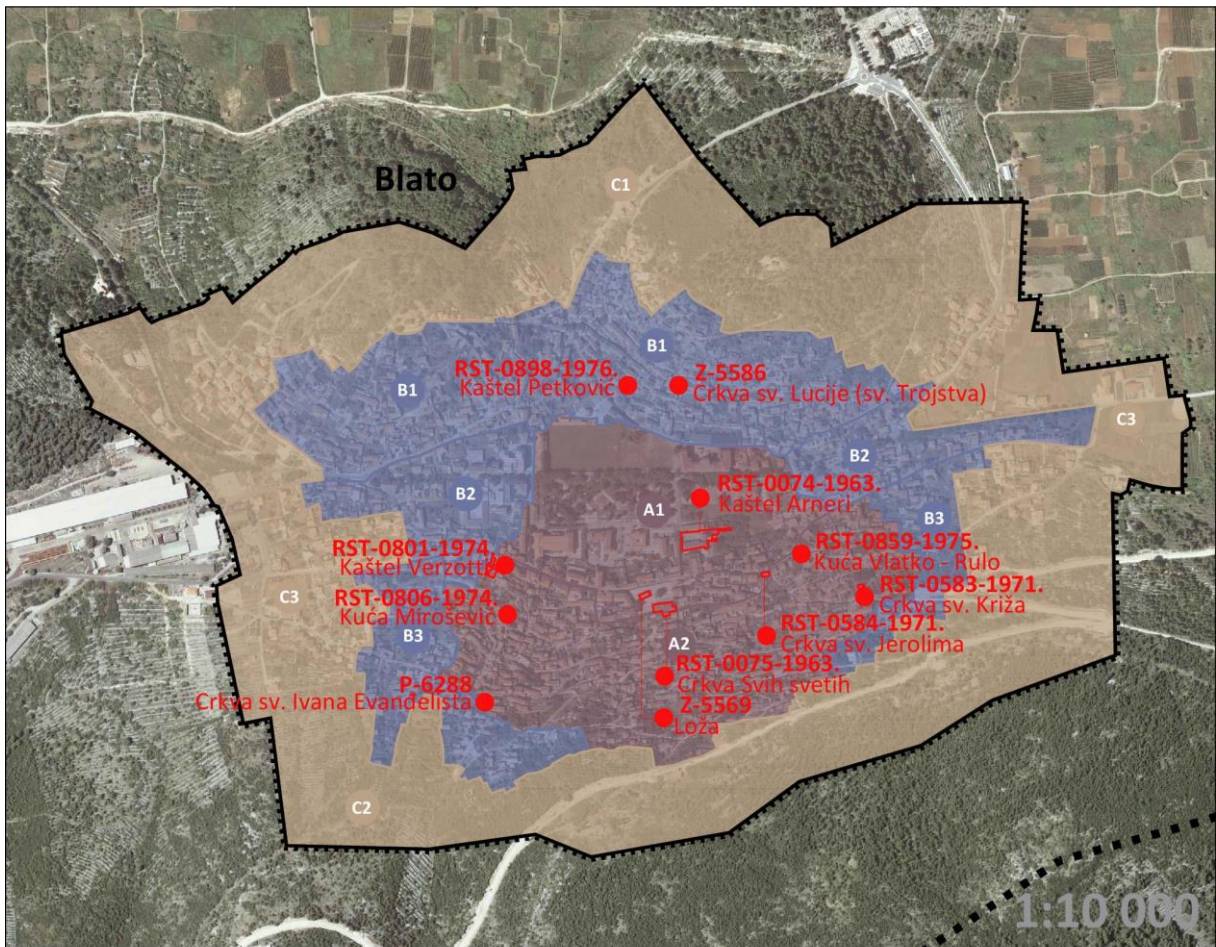 Blato
C1
B1
B1
RST-0898-1976.
Kaštel Petković
Z-5586
Crkva sv. Lucije (sv. Trojstva)
C3
B2
B2
RST-0074-1963.
Kaštel Arneri
A1
B3
RST-0801-1974.
Kaštel Verzotti
RST-0859-1975.
Kuća Vlatko - Rulo
C3
RST-0806-1974.
Kuća Mirošević
RST-0583-1971.
Crkva sv. Križa
B3
A2
RST-0584-1971.
Crkva sv. Jerolima
RST-0075-1963.
Crkva Svih svetih
P-6288
Crkva sv. Ivana Evanđelista
Z-5569
Loža
C2
1:10 000